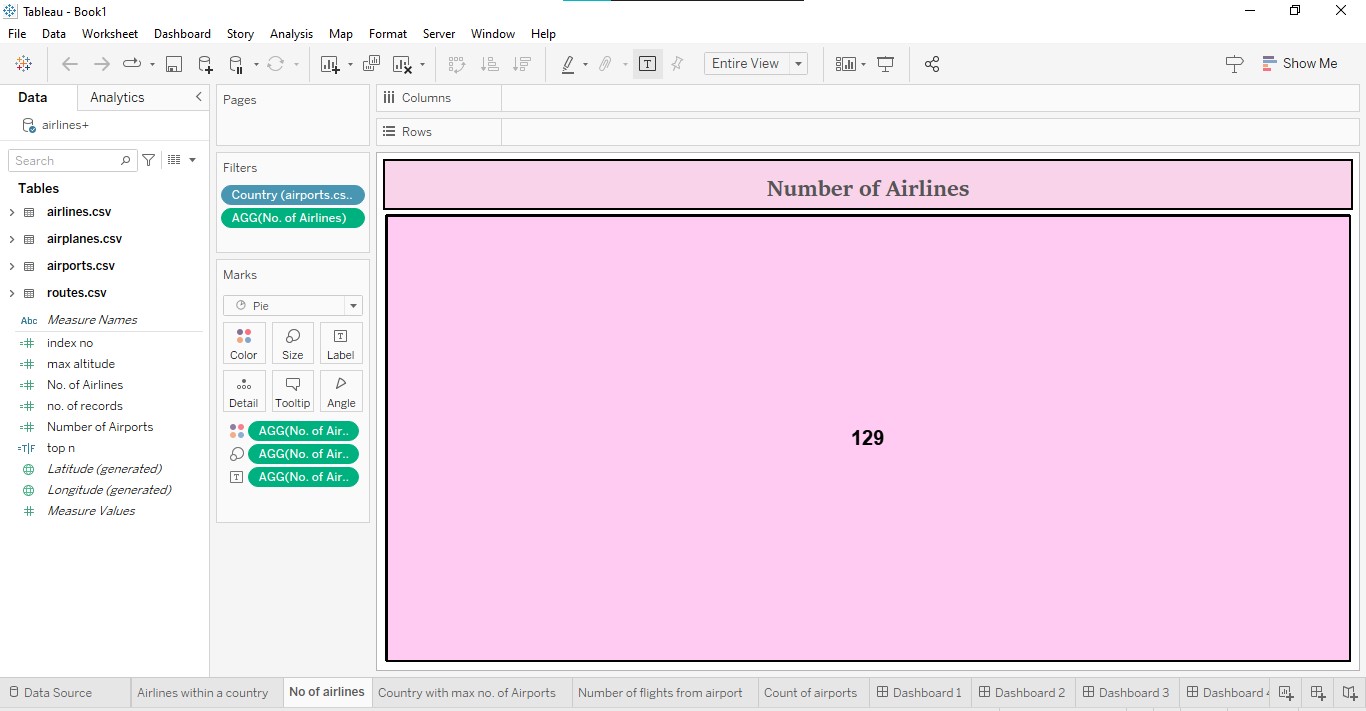 Tableau - Book1
File Data Worksheet Dashboard Story Analysis Map Format Server Window Help
Entire View
Show Me
Data Analytics
airlines+
Search
Tables
airlines.csv
airplanes.csv
airports.csv
routes.csv
Abc Measure Names
=# index no
=# max altitude
=# No. of Airlines
=# no. of records
=# Number of Airports
=T|F top n
Latitude (generated)
Longitude (generated)
# Measure Values
Pages
Filters
Country (airports.cs..
AGG(No. of Airlines)
Marks
Pie
Color Size Label
Detail Tooltip Angle
AGG(No. of Air..
AGG(No. of Air..
AGG(No. of Air..
Columns
Rows
Number of Airlines
129
Data Source Airlines within a country No of airlines Country with max no. of Airports Number of flights from airport Count of airports Dashboard 1 Dashboard 2 Dashboard 3 Dashboard